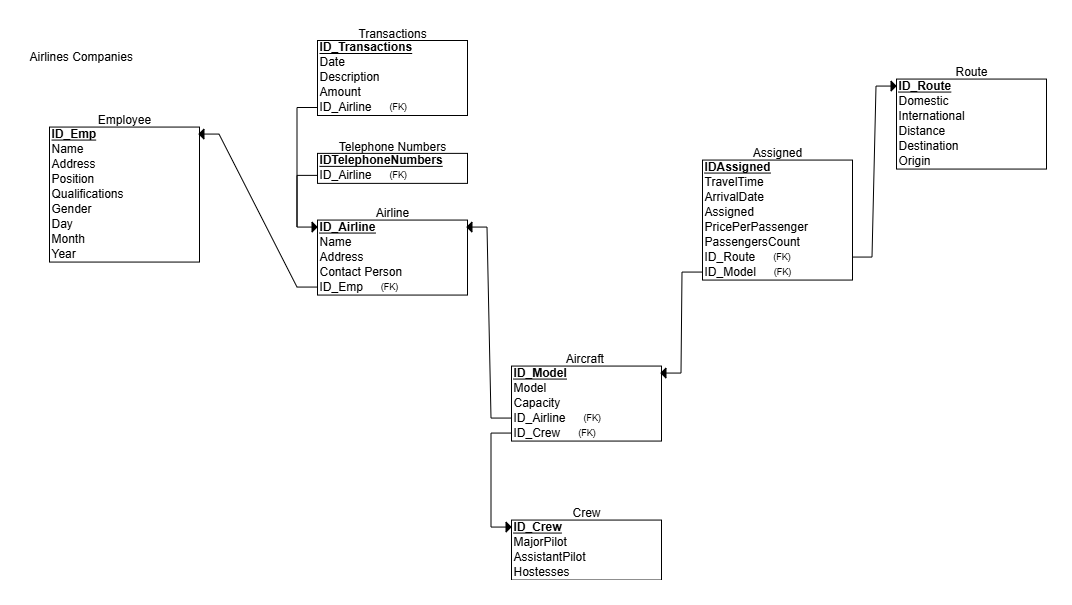 Airlines Companies
Transactions
ID_Transactions
Date
Description
Amount
ID_Airline (FK)
Telephone Numbers
IDTelephoneNumbers
ID_Airline (FK)
Employee
ID_Emp
Name
Address
Position
Qualifications
Gender
Day
Month
Year
Airline
ID_Airline
Name
Address
Contact Person
ID_Emp (FK)
Route
ID_Route
Domestic
International
Distance
Destination
Origin
Assigned
IDAssigned
TravelTime
ArrivalDate
Assigned
PricePerPassenger
PassengersCount
ID_Route (FK)
ID_Model (FK)
Aircraft
ID_Model
Model
Capacity
ID_Airline (FK)
ID_Crew (FK)
Crew
ID_Crew
MajorPilot
AssistantPilot
Hostesses